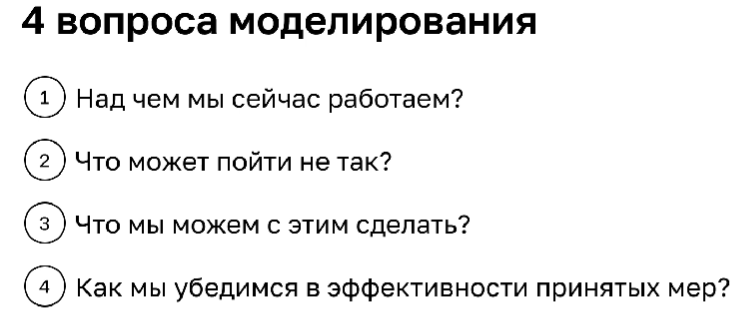 4 вопроса моделирования
1 Над чем мы сейчас работаем?
2 Что может пойти не так?
3 Что мы можем с этим сделать?
4 Как мы убедимся в эффективности принятых мер?